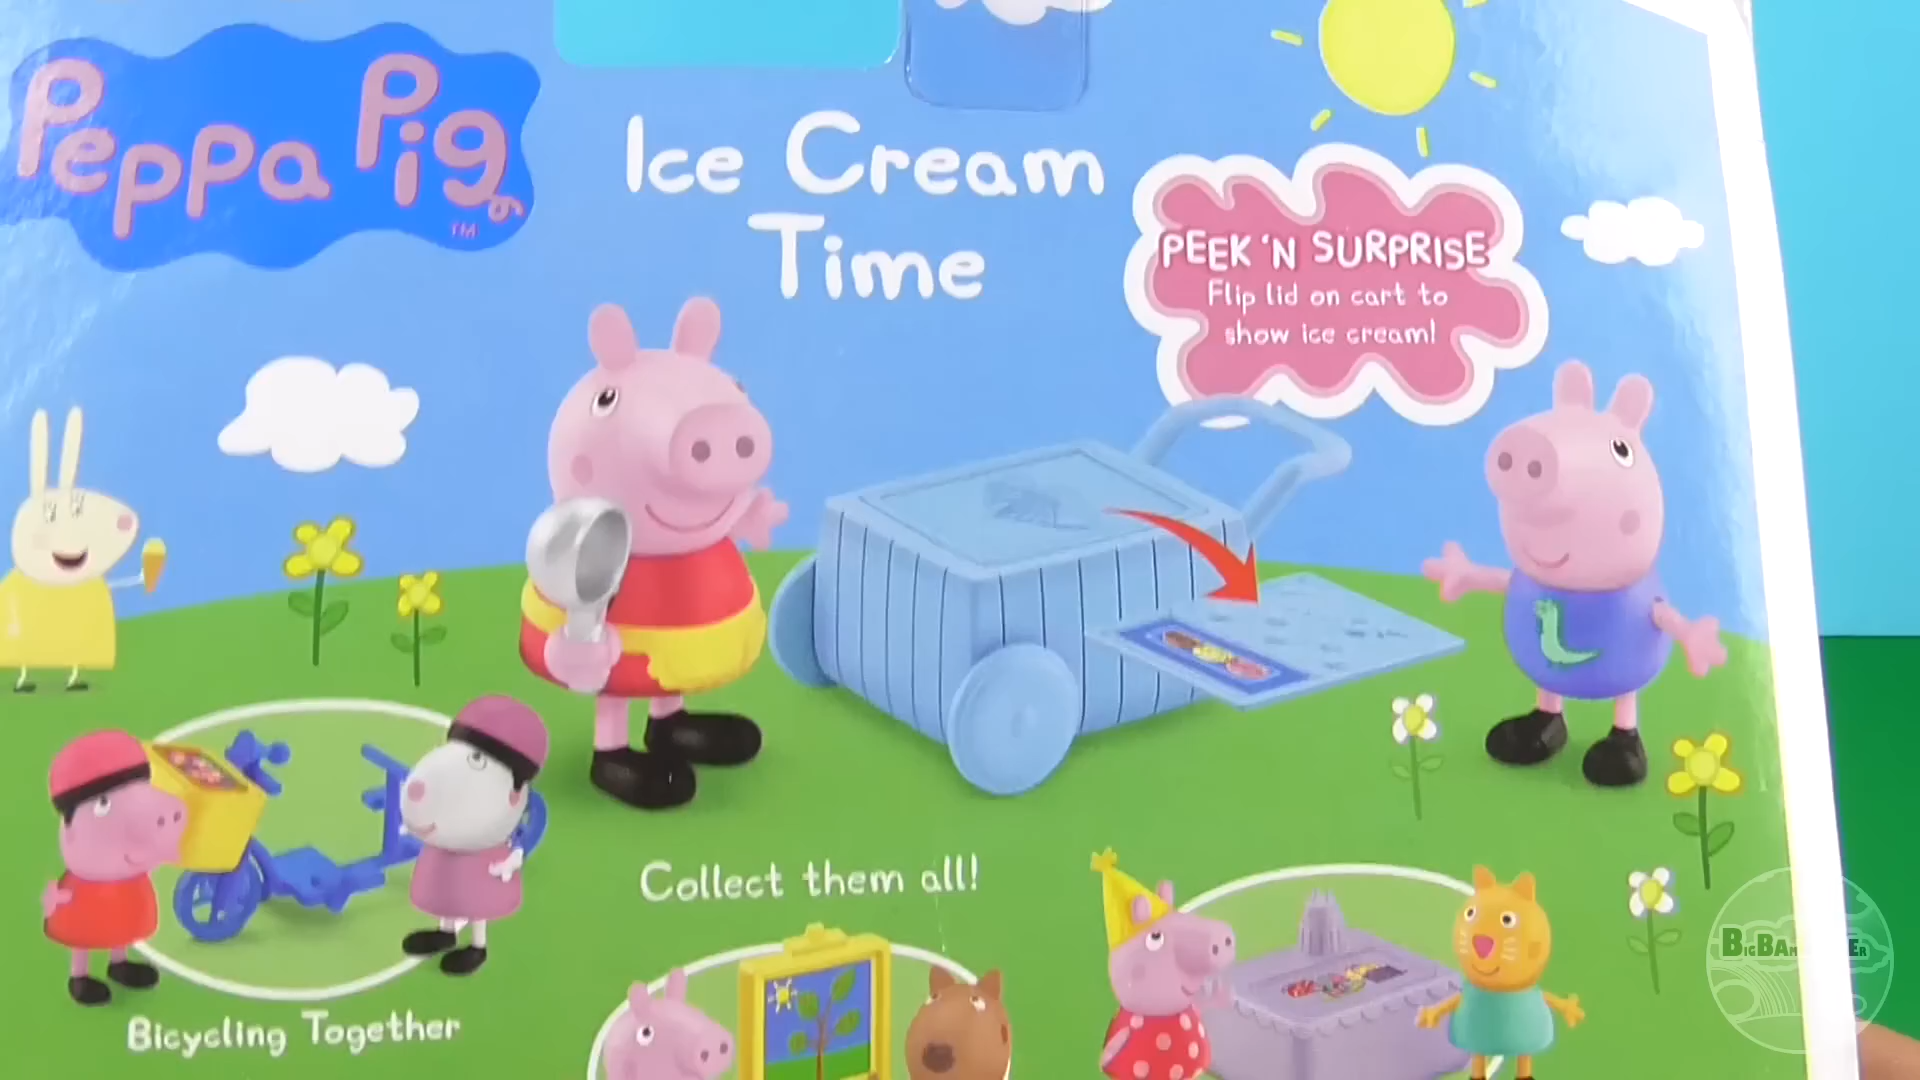 Peppa Pig
TM
Ice Cream
Time
PEEK 'N SURPRISE
Flip lid on cart to
show ice cream!
Collect them all!
Bicycling Together